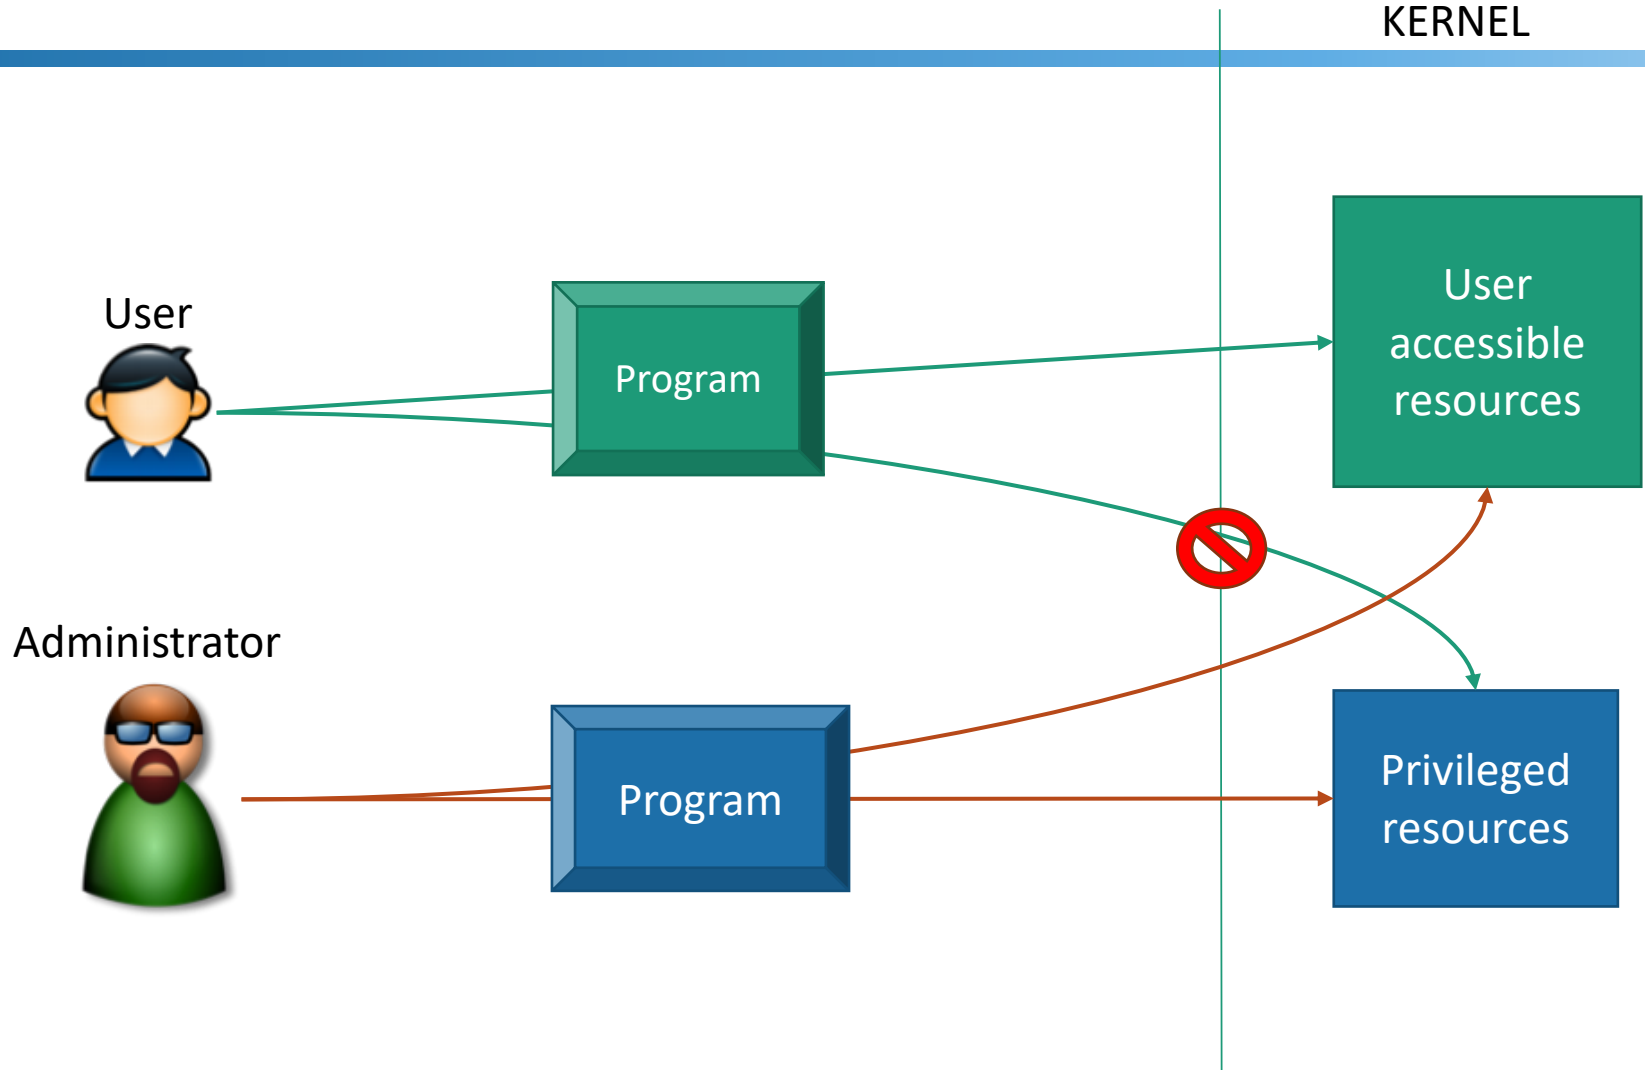 KERNEL
User
Program
User
accessible
resources
Administrator
Program
Privileged
resources